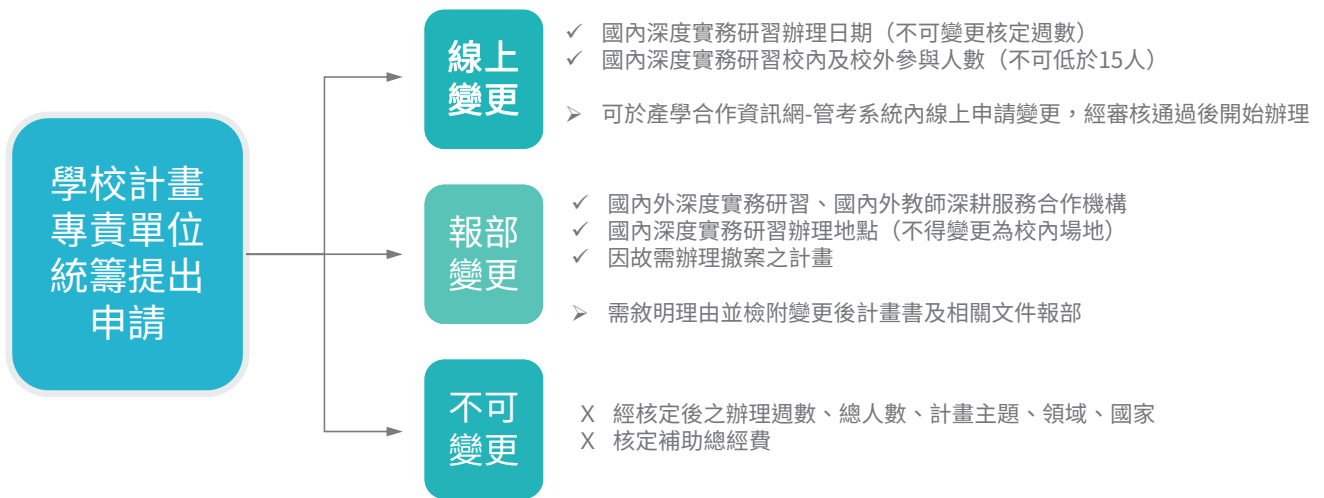 學校計畫
專責單位
統籌提出
申請
線上
變更
✓ 國內深度實務研習辦理日期（不可變更核定週數）
✓ 國內深度實務研習校內及校外參與人數（不可低於15人）
➢ 可於產學合作資訊網-管考系統內線上申請變更，經審核通過後開始辦理
報部
變更
✓ 國內外深度實務研習、國內外教師深耕服務合作機構
✓ 國內深度實務研習辦理地點（不得變更為校內場地）
✓ 因故需辦理撤案之計畫
➢ 需敘明理由並檢附變更後計畫書及相關文件報部
不可
變更
X 經核定後之辦理週數、總人數、計畫主題、領域、國家
X 核定補助總經費